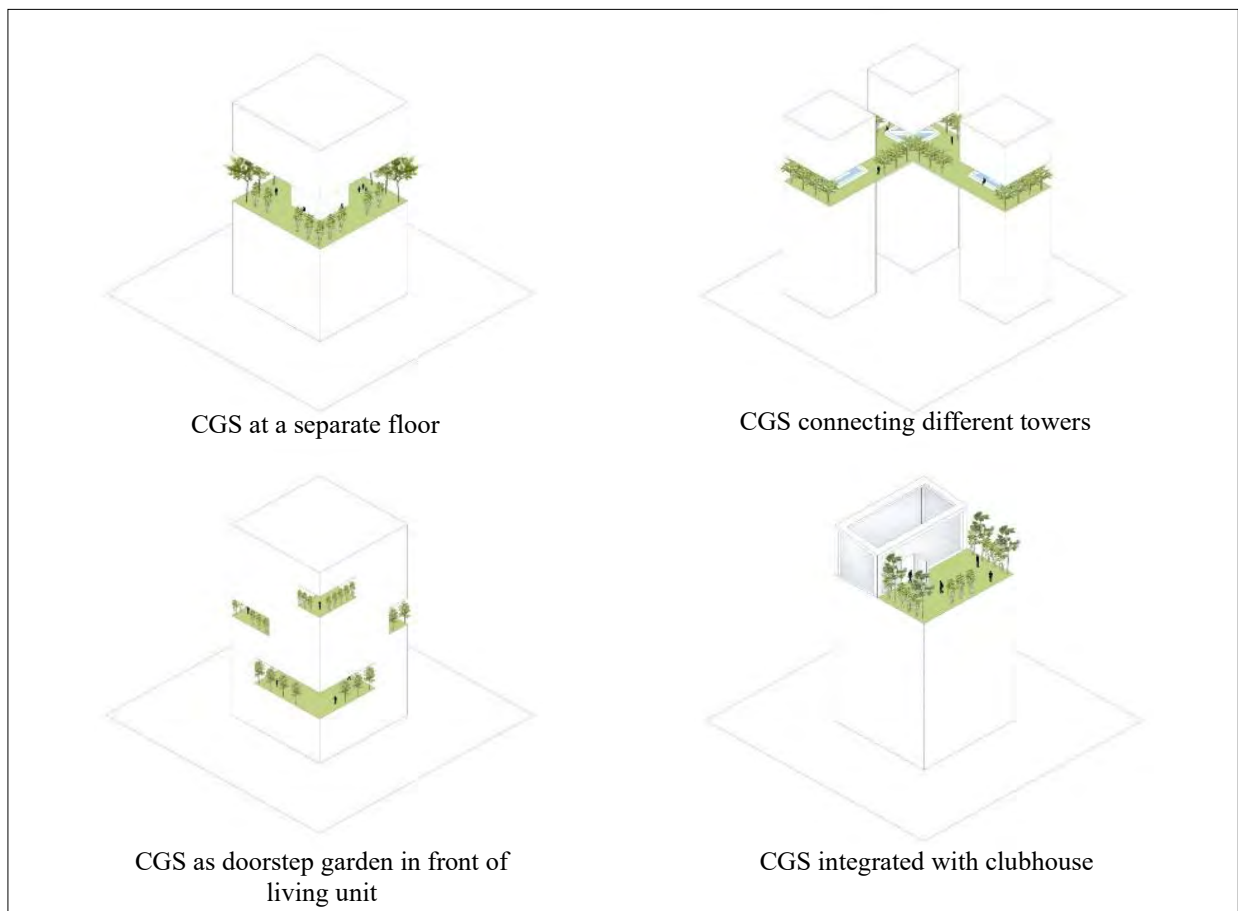 CGS at a separate floor
CGS connecting different towers
CGS as doorstep garden in front of
living unit
CGS integrated with clubhouse